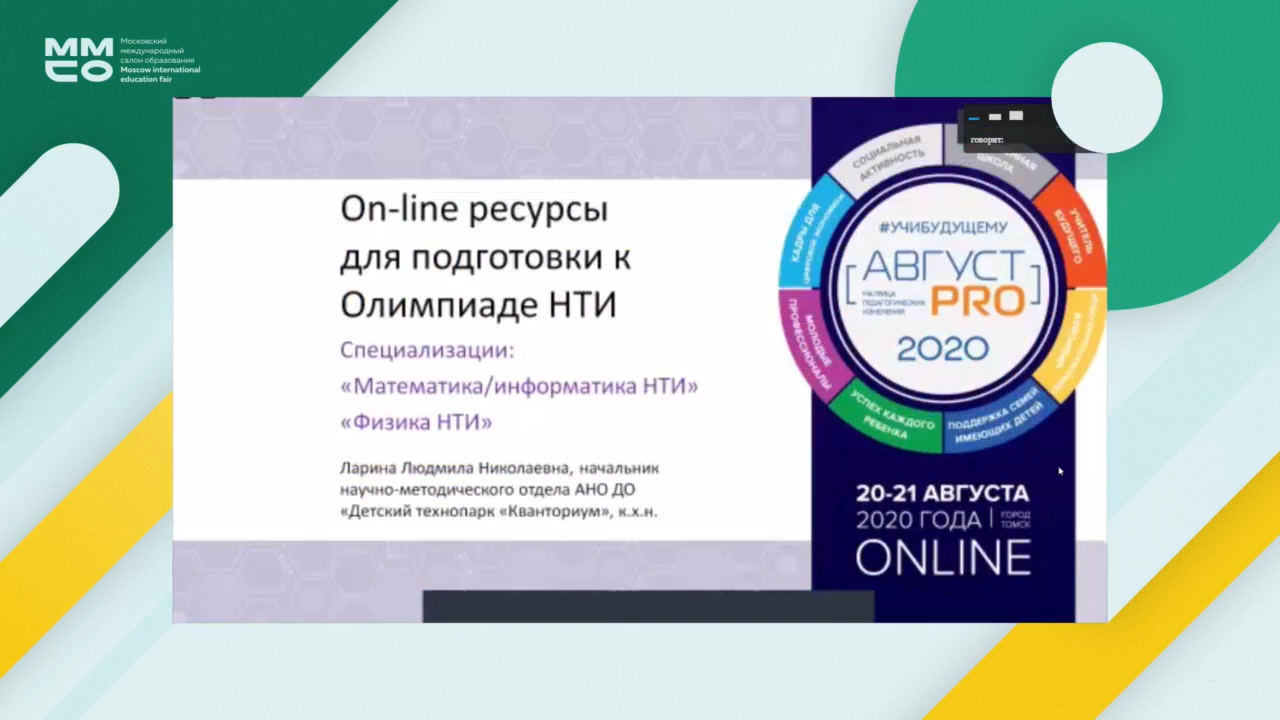 ММСО
Московский
международный
салон образования
Moscow international
education fair
On-line ресурсы
для подготовки к
Олимпиаде НТИ
Специализации:
«Математика/информатика НТИ»
«Физика НТИ»
Ларина Людмила Николаевна, начальник
научно-методического отдела АНО ДО
«Детский технопарк «Кванториум», к.х.н.
говорит:
СОЦИАЛЬНАЯ
АКТИВНОСТЬ
ШКОЛА
УЧИТЕЛЬ
БУДУЩЕГО
ПОДДЕРЖКА СЕМЕЙ
ИМЕЮЩИХ ДЕТЕЙ
УСПЕХ КАЖДОГО
РЕБЕНКА
МОЛОДЫЕ
ПРОФЕССИОНАЛЫ
КАДРЫ ДЛЯ
цифровой экономики
#УЧИБУДУЩЕМУ
АВГУСТ
PRO
МАТРИЦА
ПЕДАГОГИЧЕСКИХ
ИЗМЕНЕНИЙ
2020
20-21 АВГУСТА
2020 ГОДА | ГОРОД
ТОМСК
ONLINE